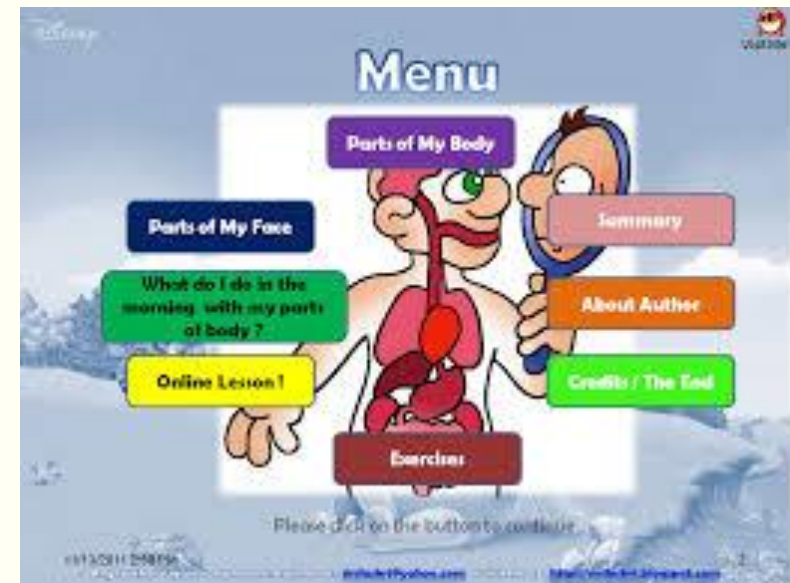 Disney
Menu
Parts of My Body
Parts of My Face
Summary
What do I do in the
morning with my parts
of body ?
About Author
Online Lesson !
Credits / The End
Exercises
Please click on the button to continue